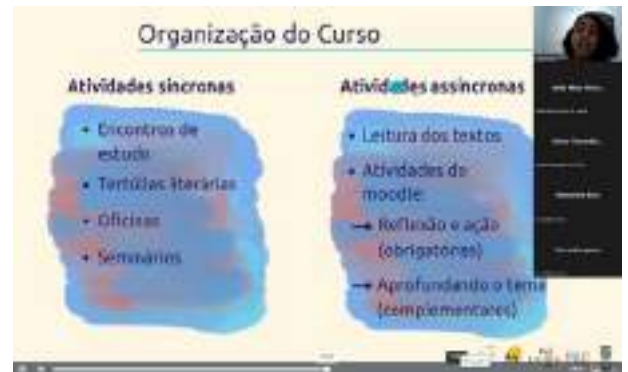 Organização do Curso
Atividades síncronas
Encontros de
estudo
Tertúlias literárias
Oficinas
Seminários
Atividades assíncronas
Leitura dos textos
Atividades do
moodle:
→ Reflexão e ação
(obrigatórias)
→ Aprofundando o tema
(complementares)